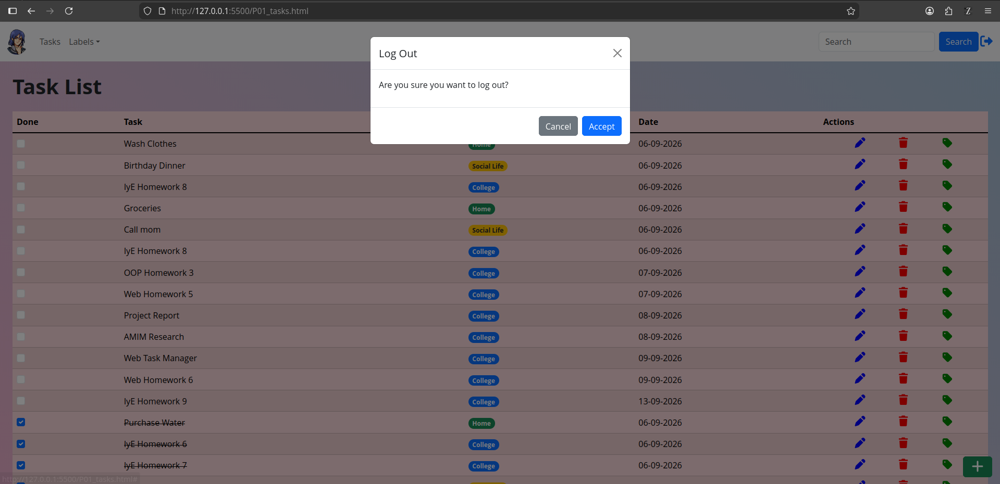 http://127.0.0.1:5500/P01_tasks.html
Tasks Labels Search Search
Log Out
Are you sure you want to log out?
Cancel Accept
Task List
Done Task Date Actions
Wash Clothes Home 06-09-2026
Birthday Dinner Social Life 06-09-2026
IyE Homework 8 College 06-09-2026
Groceries Home 06-09-2026
Call mom Social Life 06-09-2026
IyE Homework 8 College 06-09-2026
OOP Homework 3 College 07-09-2026
Web Homework 5 College 07-09-2026
Project Report College 08-09-2026
AMIM Research College 08-09-2026
Web Task Manager College 09-09-2026
Web Homework 6 College 09-09-2026
IyE Homework 9 College 13-09-2026
Purchase Water Home 06-09-2026
IyE Homework 6 College 06-09-2026
IyE Homework 7 College 06-09-2026
http://127.0.0.1:5500/P01_tasks.html#